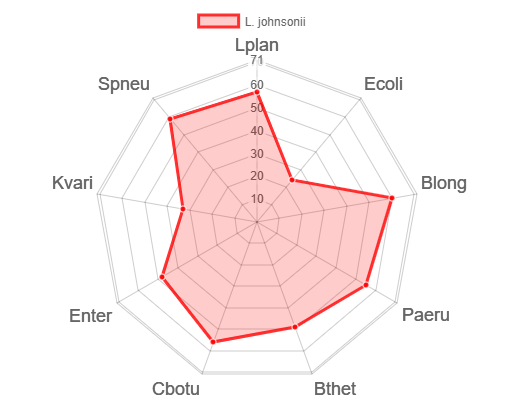 L. johnsonii
Lplan
71
60
50
40
30
20
10
Spneu
Ecoli
Kvari
Blong
Enter
Paeru
Cbotu
Bthet